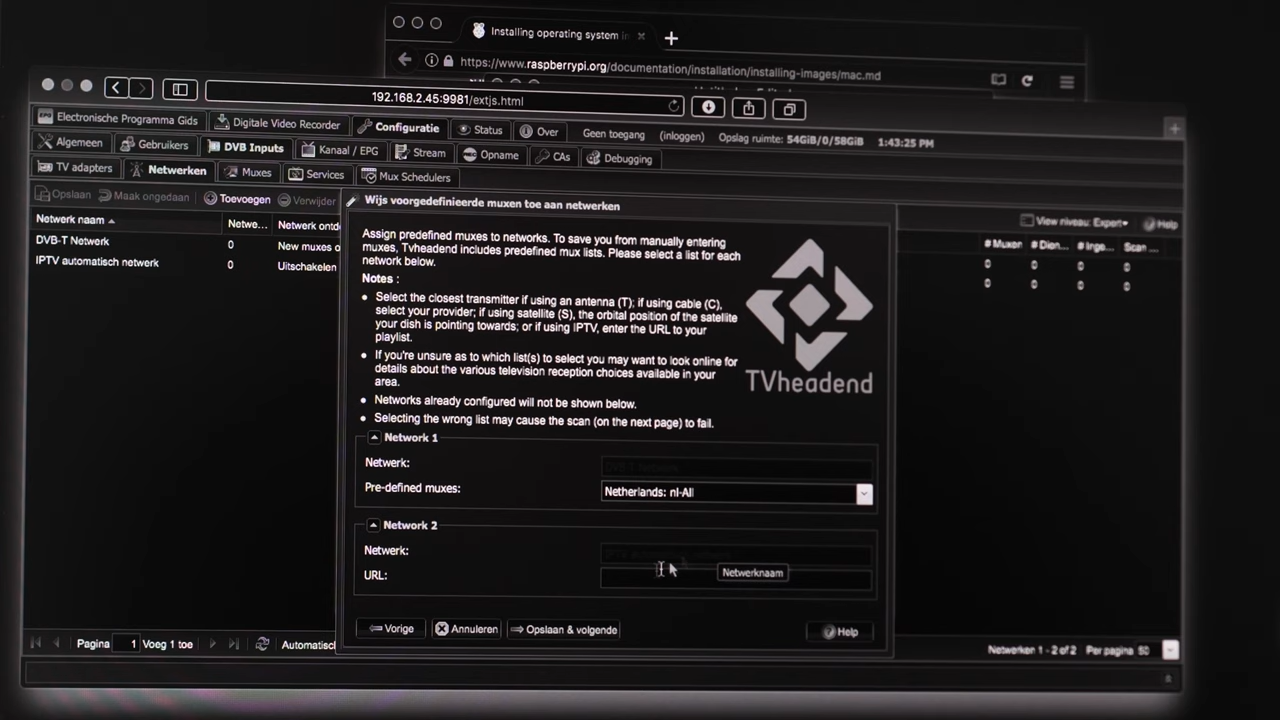 Installing operating system in
https://www.raspberrypi.org/documentation/installation/installing-images/mac.md
192.168.2.45:9981/extjs.html
Electronische Programma Gids
Digitale Video Recorder
Configuratie
Status
Over
Geen toegang
(inloggen)
Opslag ruimte: 54GiB/0/58GiB
1:43:25 PM
Algemeen
Gebruikers
DVB Inputs
Kanaal / EPG
Stream
Opname
CAs
Debugging
TV adapters
Netwerken
Muxes
Services
Mux Schedulers
Opslaan
Maak ongedaan
Toevoegen
Verwijder
View niveau: Expert
Help
Netwerk naam
Netwe...
Netwerk ontd
# Muxen
# Dien...
# Inge...
Scan ...
DVB-T Netwerk
0
New muxes o
0 0 0 0
IPTV automatisch netwerk
0
Uitschakelen
0 0 0 0
Wijs voorgedefinieerde muxen toe aan netwerken
Assign predefined muxes to networks. To save you from manually entering
muxes, Tvheadend includes predefined mux lists. Please select a list for each
network below.
Notes :
Select the closest transmitter if using an antenna (T); if using cable (C),
select your provider; if using satellite (S), the orbital position of the satellite
your dish is pointing towards; or if using IPTV, enter the URL to your
playlist.
If you're unsure as to which list(s) to select you may want to look online for
details about the various television reception choices available in your
area.
Networks already configured will not be shown below.
Selecting the wrong list may cause the scan (on the next page) to fail.
TVheadend
Network 1
Netwerk:
DVB-T Netwerk
Pre-defined muxes:
Netherlands: nl-All
Network 2
Netwerk:
IPTV automatisch netwerk
URL:
Netwerknaam
Vorige
Annuleren
Opslaan & volgende
Help
Pagina
1
Voeg 1 toe
Automatisc
Netwerken 1 - 2 of 2
Per pagina
50